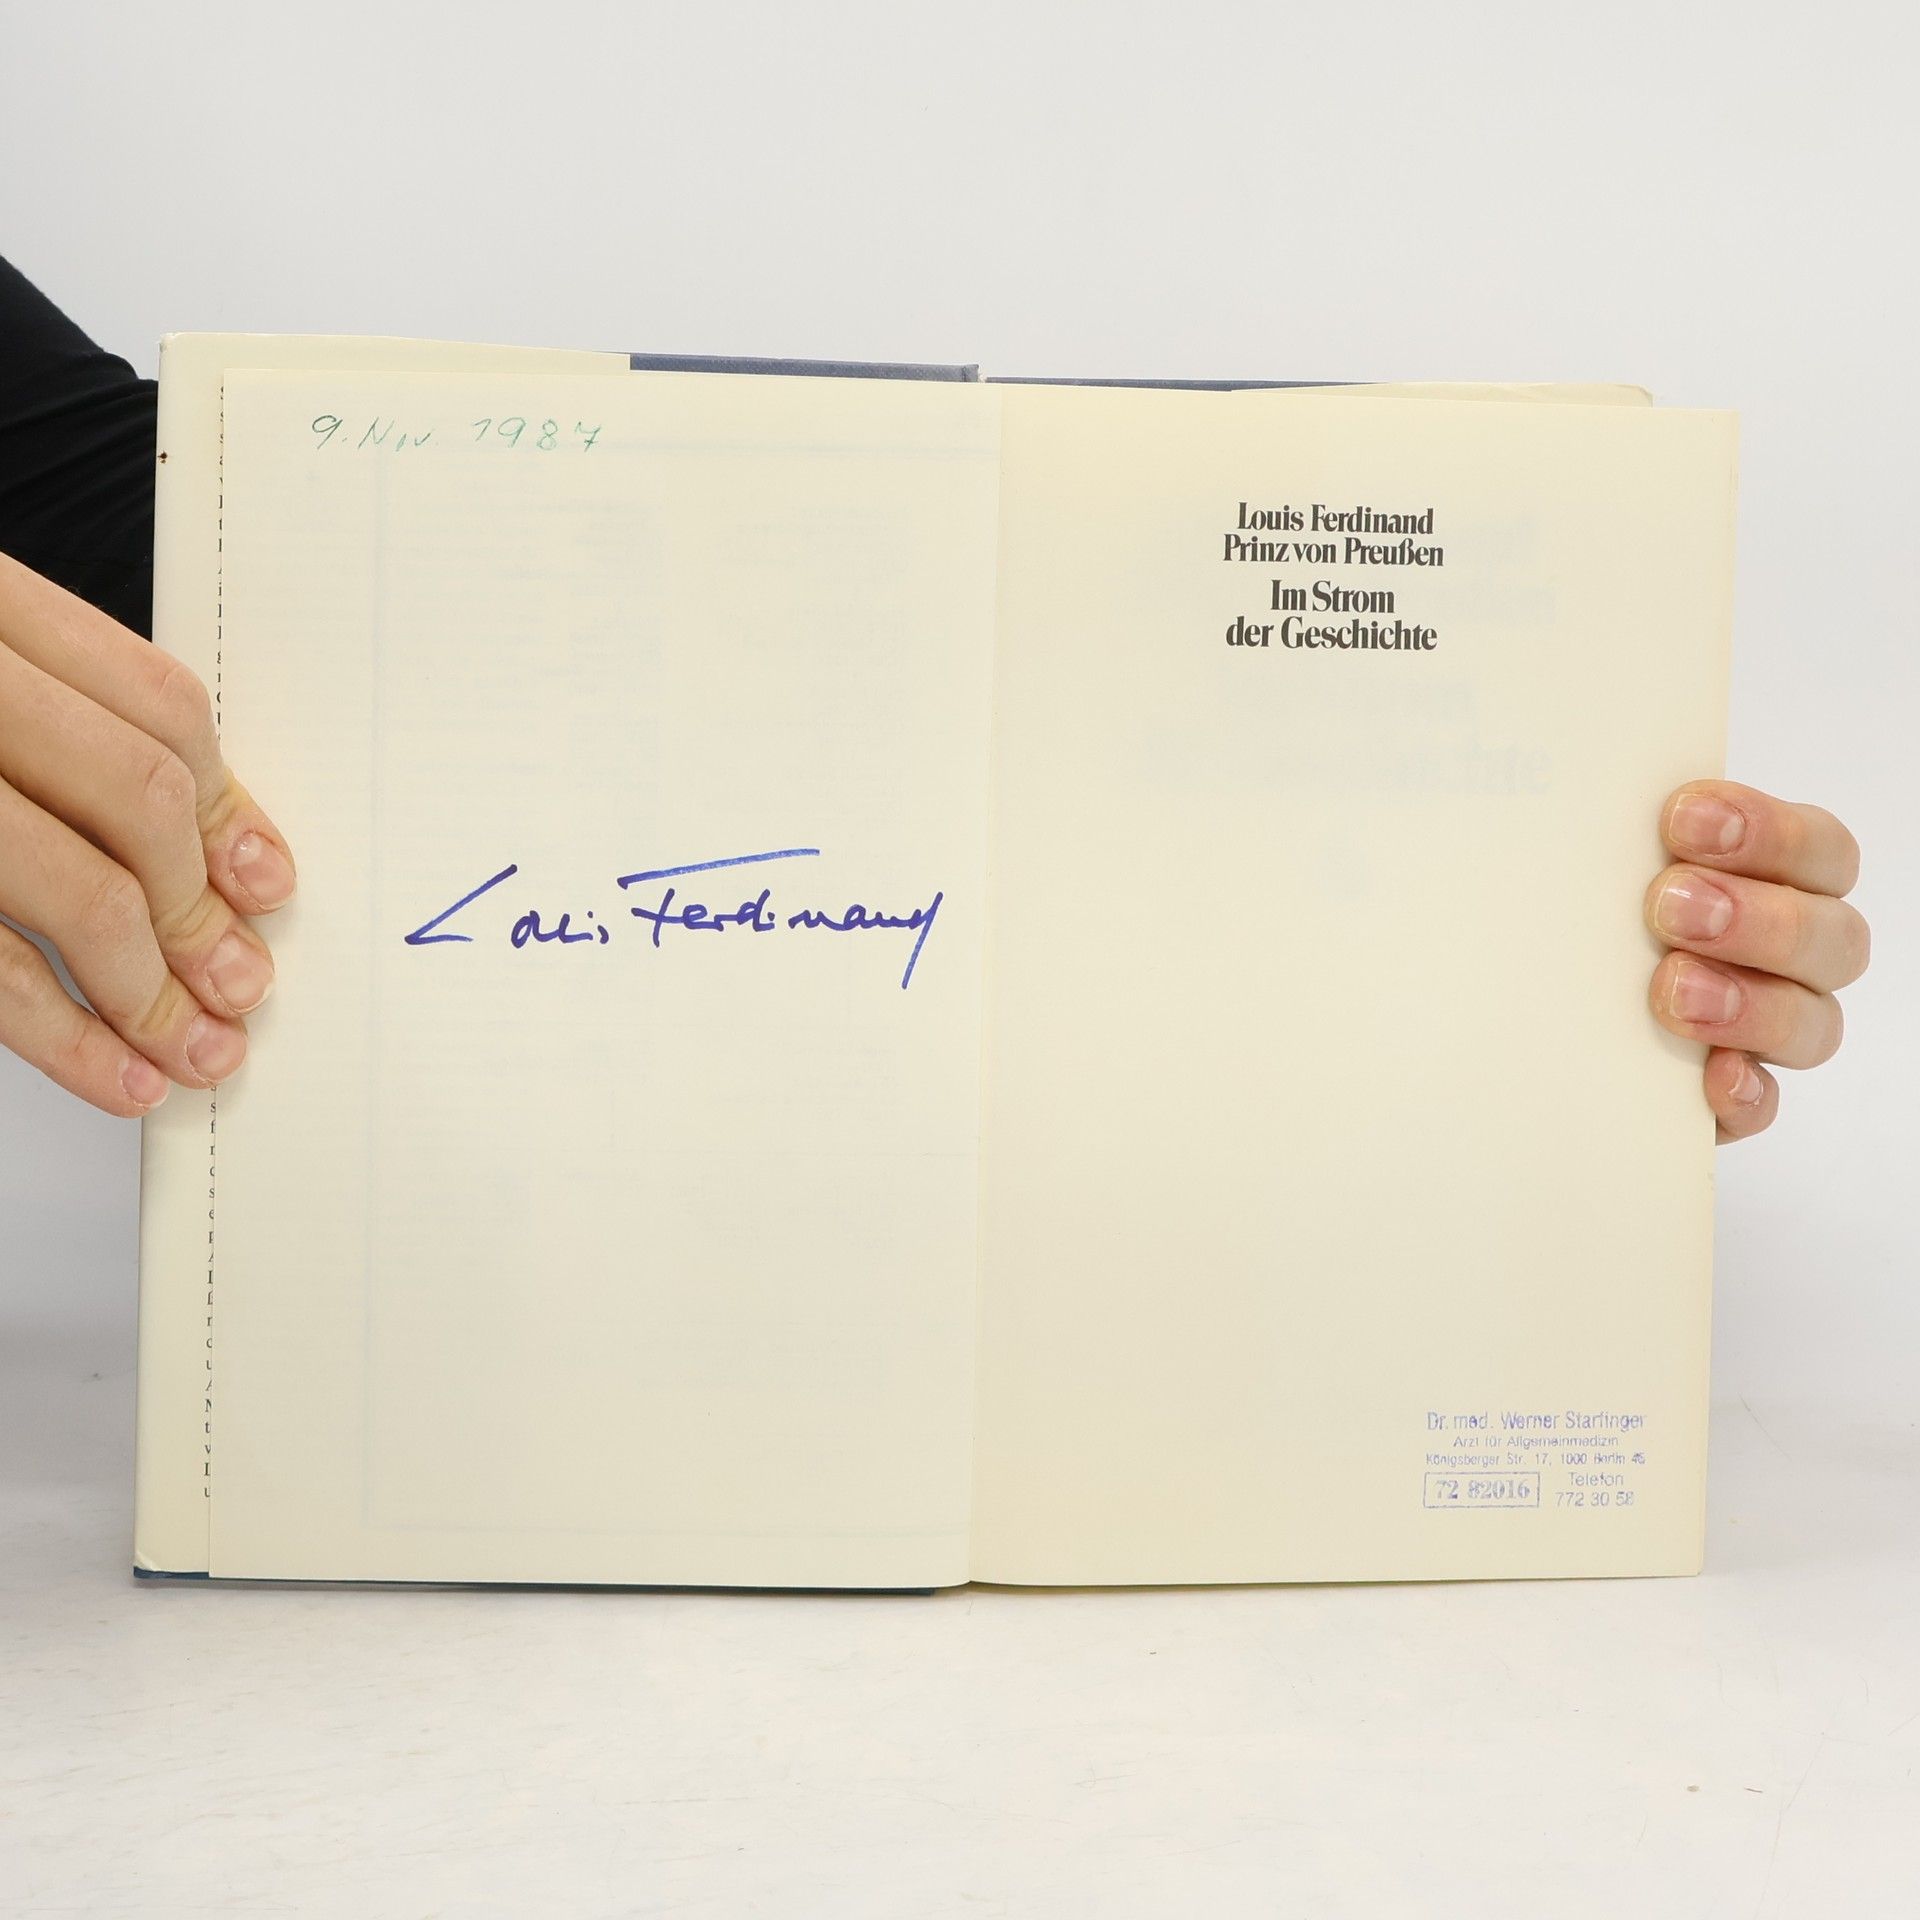 9. Nov. 1987
Louis Ferdinand
Louis Ferdinand
Prinz von Preußen
Im Strom
der Geschichte
Dr. med. Werner Starfinger
Arzt für Allgemeinmedizin
Königsberger Str. 17, 1000 Berlin 45
72 82016
Telefon
772 30 58